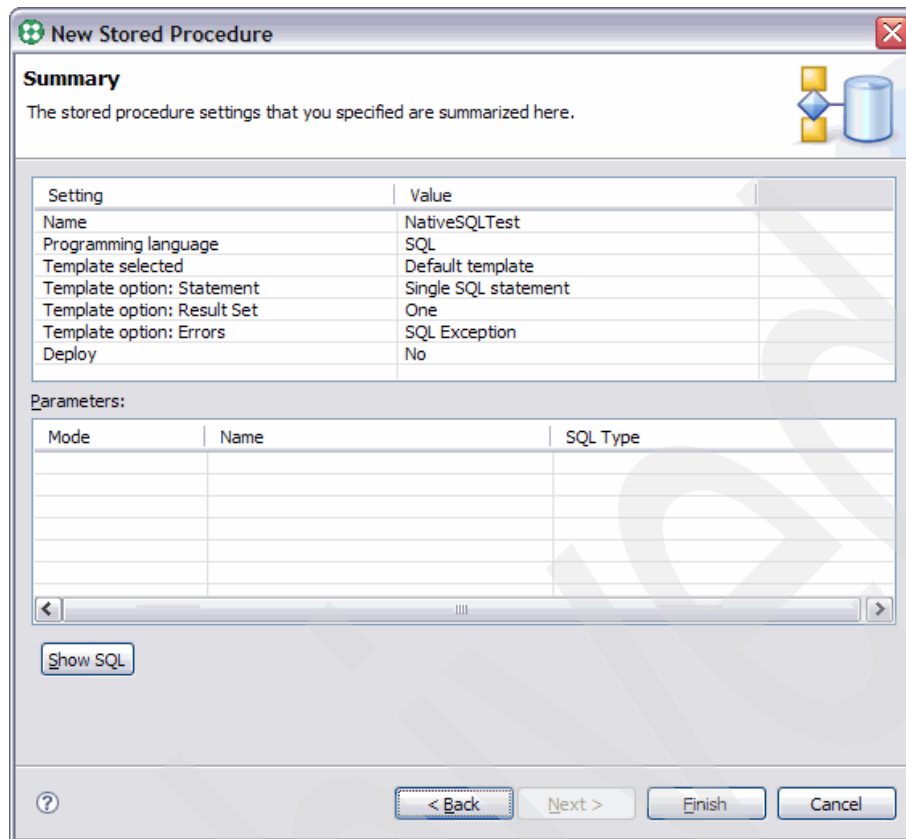 New Stored Procedure
Summary
The stored procedure settings that you specified are summarized here.
Setting Value
Name NativeSQLTest
Programming language SQL
Template selected Default template
Template option: Statement Single SQL statement
Template option: Result Set One
Template option: Errors SQL Exception
Deploy No
Parameters:
Mode Name SQL Type
Show SQL
? < Back Next > Finish Cancel